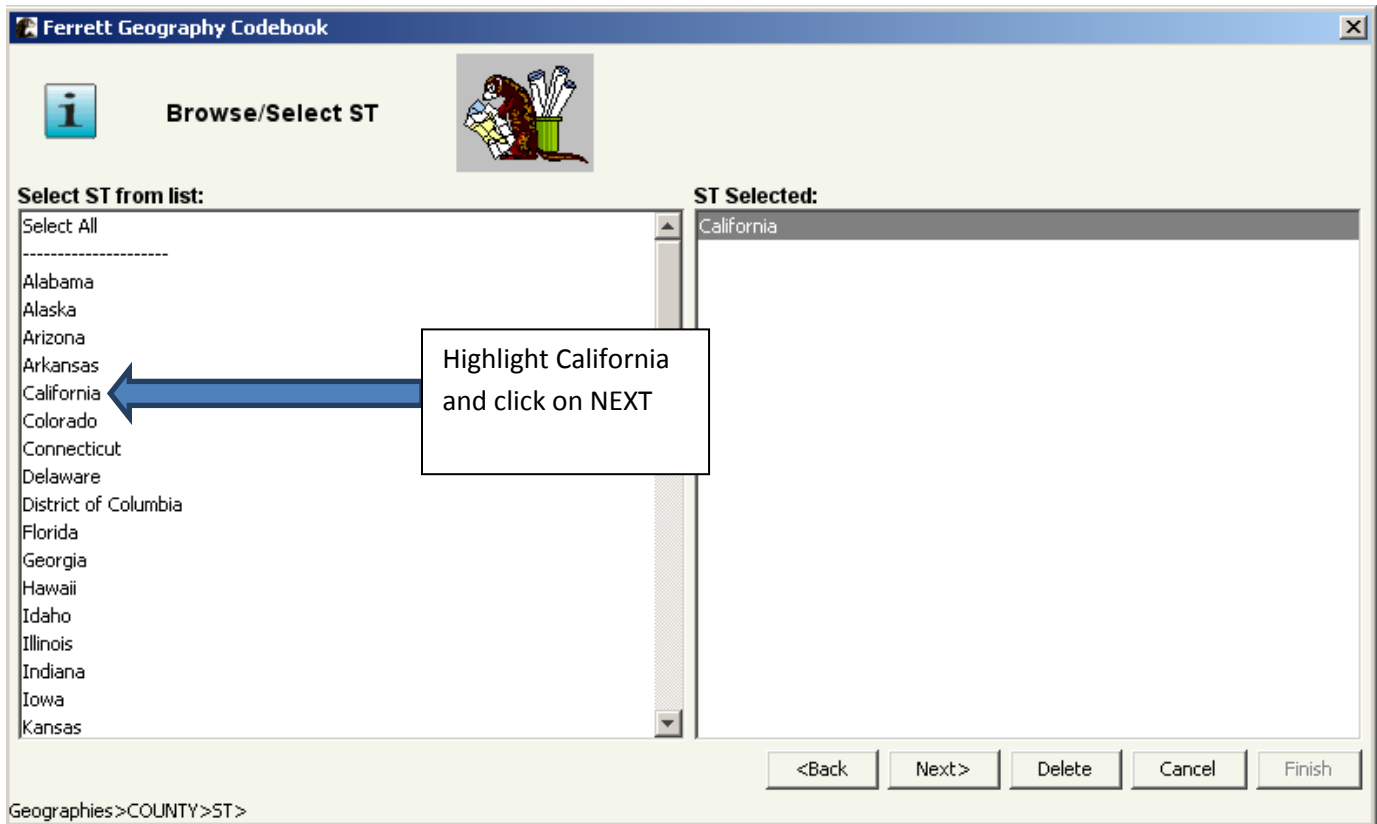 Ferrett Geography Codebook
Browse/Select ST
Select ST from list:
ST Selected:
Select All
California
---------------------
Alabama
Alaska
Arizona
Arkansas
California
Colorado
Connecticut
Delaware
District of Columbia
Florida
Georgia
Hawaii
Idaho
Illinois
Indiana
Iowa
Kansas
Highlight California
and click on NEXT
<Back Next> Delete Cancel Finish
Geographies>COUNTY>ST>